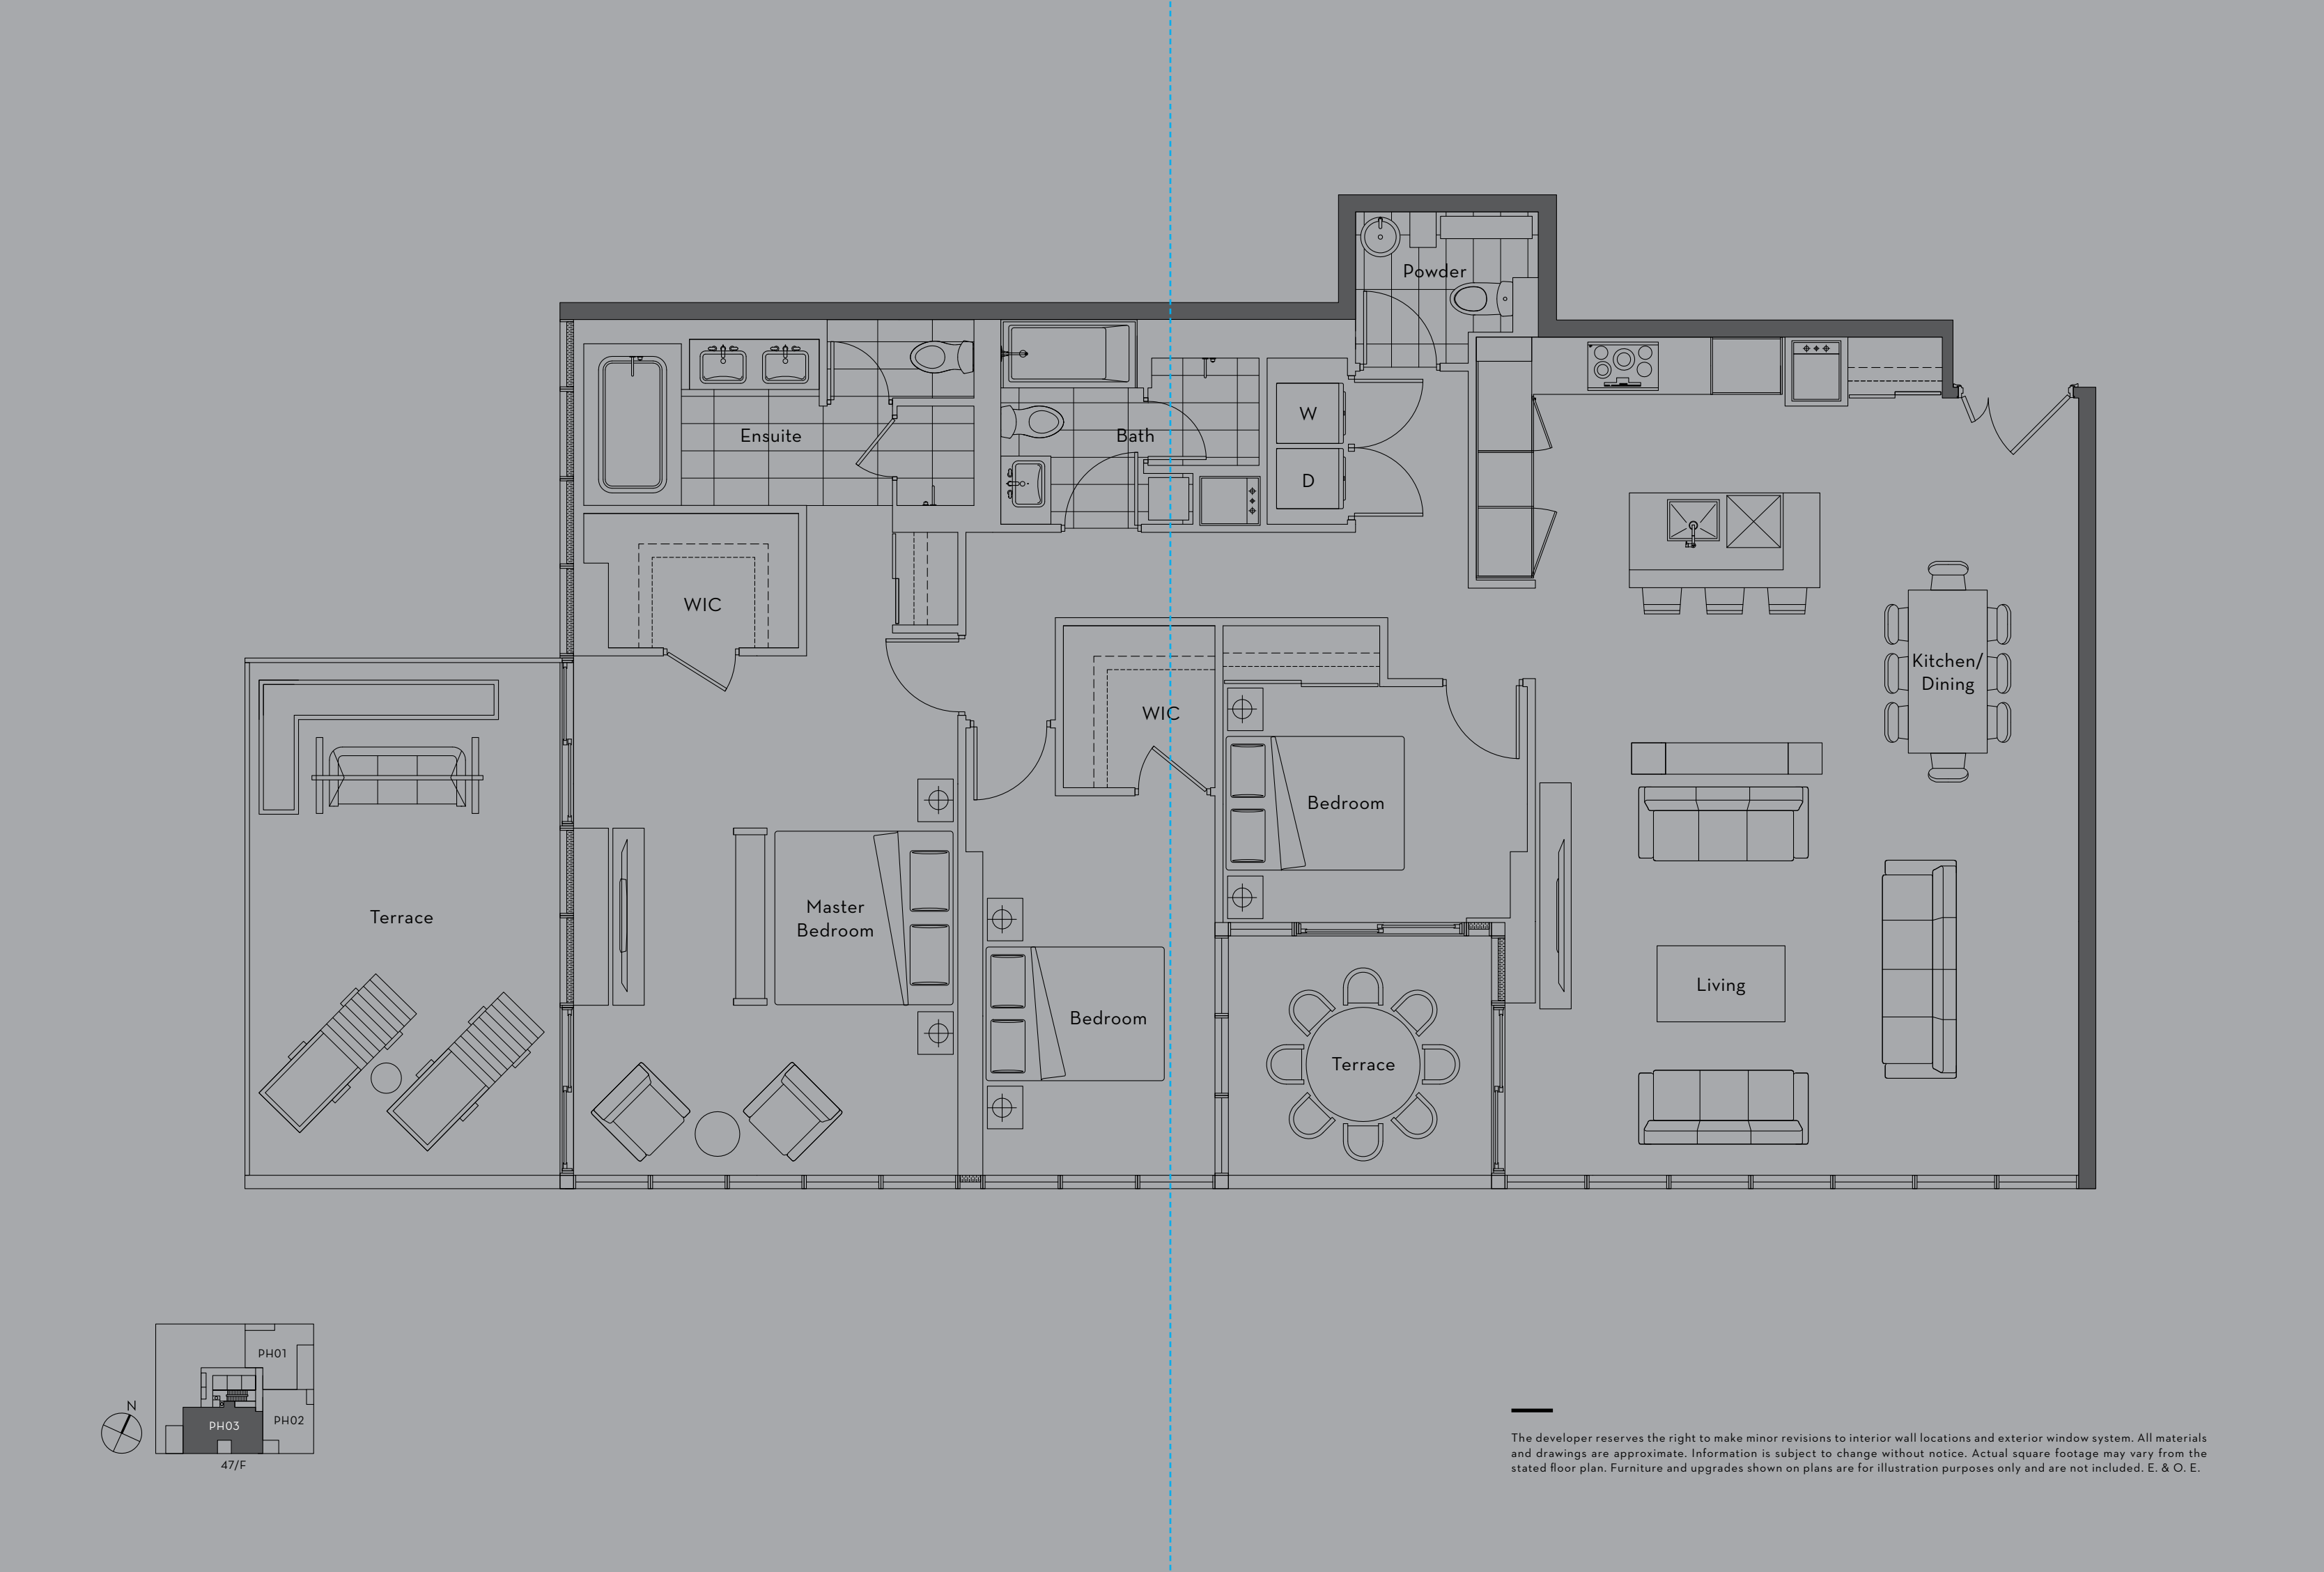 Powder
W
Ensuite
Bath
D
WIC
Kitchen/
Dining
WIC
Bedroom
Master
Bedroom
Terrace
Living
Bedroom
Terrace
PH01
N
PH02
PH03
47/F
The developer reserves the right to make minor revisions to interior wall locations and exterior window system. All materials
and drawings are approximate. Information is subject to change without notice. Actual square footage may vary from the
stated floor plan. Furniture and upgrades shown on plans are for illustration purposes only and are not included. E. & O. E.